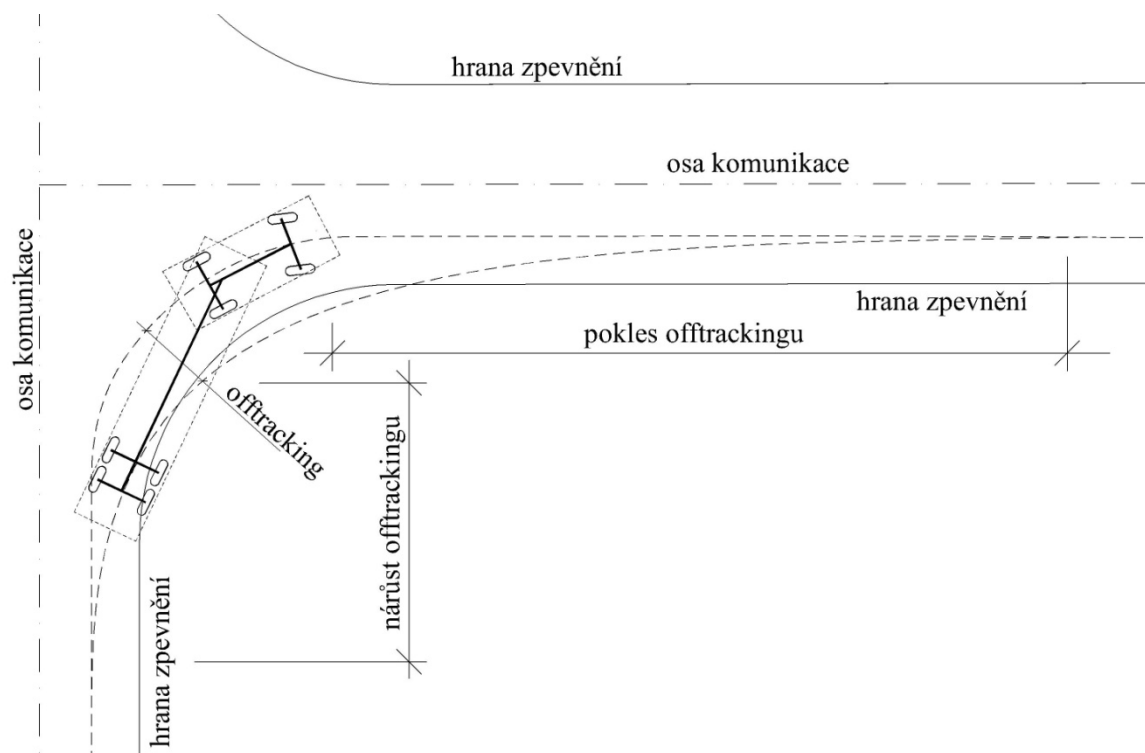 hrana zpevnění
osa komunikace
osa komunikace
hrana zpevnění
pokles offtrackingu
offtracking
nárůst offtrackingu
hrana zpevnění